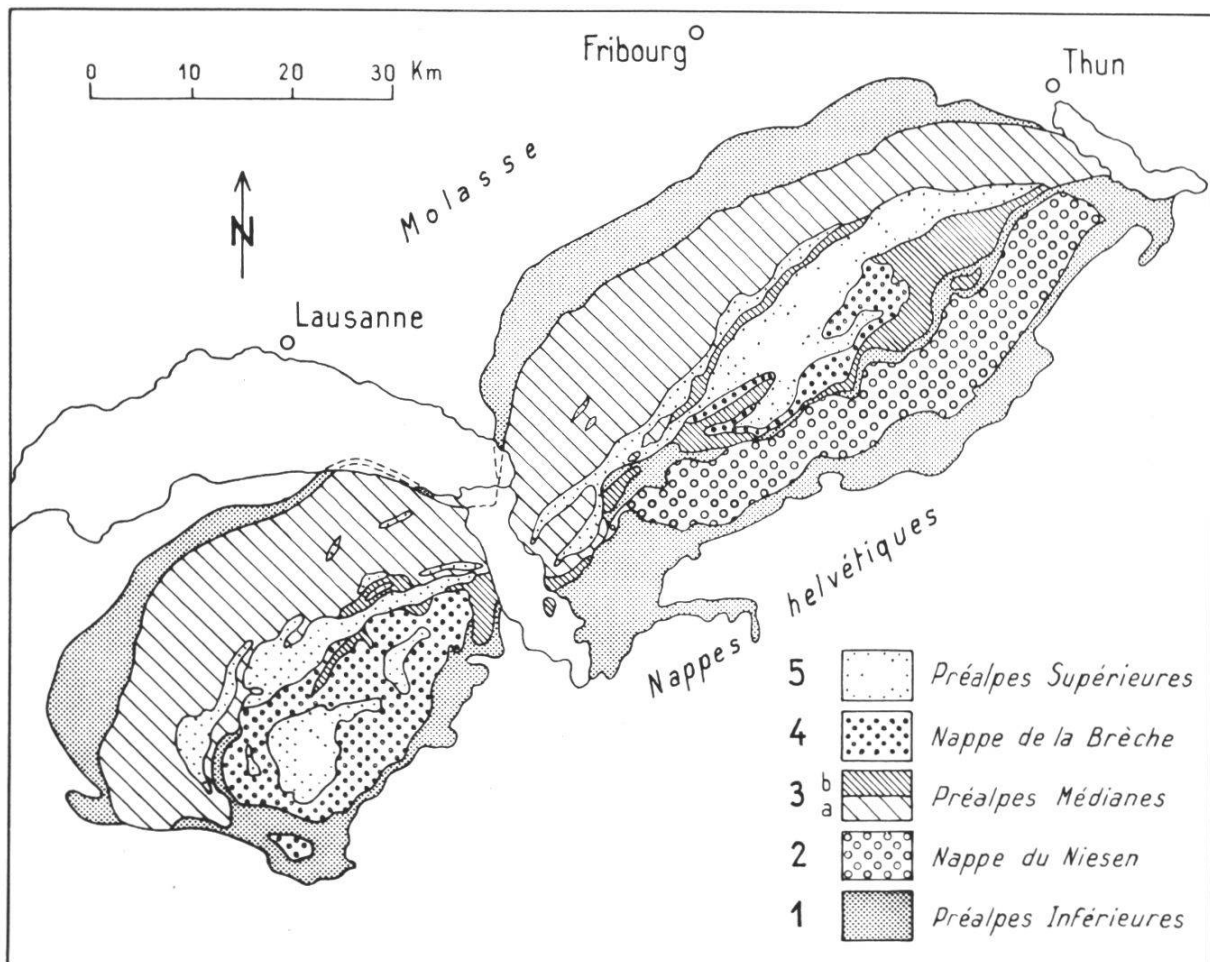 Fribourg
Thun
0 10 20 30 Km
Molasse
N
Lausanne
Nappes helvétiques
5 Préalpes Supérieures
4 Nappe de la Brèche
3 b a Préalpes Médianes
2 Nappe du Niesen
1 Préalpes Inférieures